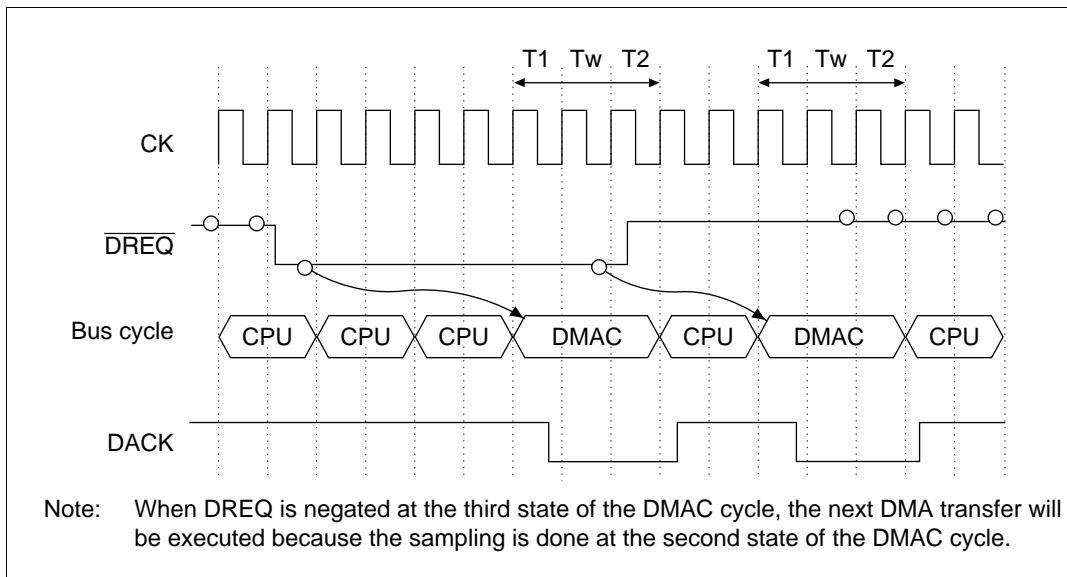 T1 Tw T2 T1 Tw T2
CK
DREQ
Bus cycle CPU CPU CPU DMAC CPU DMAC CPU
DACK
Note: When DREQ is negated at the third state of the DMAC cycle, the next DMA transfer will
be executed because the sampling is done at the second state of the DMAC cycle.